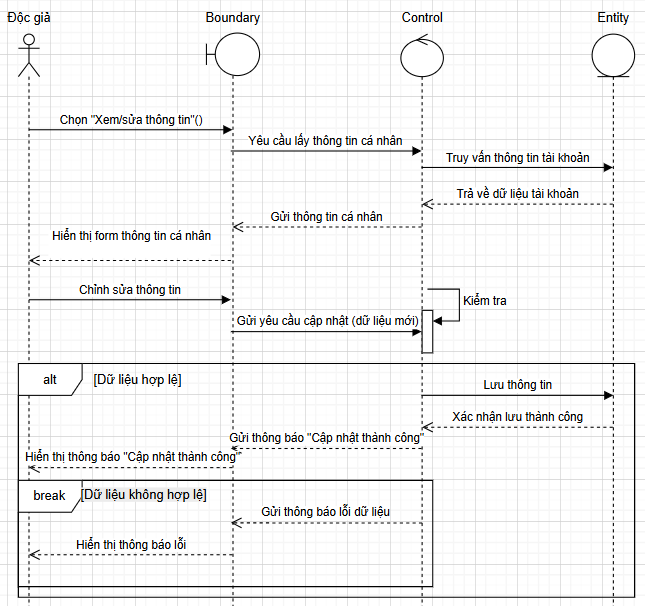 Độc giả
Boundary
Control
Entity
Chọn "Xem/sửa thông tin"()
Yêu cầu lấy thông tin cá nhân
Truy vấn thông tin tài khoản
Trả về dữ liệu tài khoản
Gửi thông tin cá nhân
Hiển thị form thông tin cá nhân
Chỉnh sửa thông tin
Kiểm tra
Gửi yêu cầu cập nhật (dữ liệu mới)
alt
[Dữ liệu hợp lệ]
Lưu thông tin
Xác nhận lưu thành công
Gửi thông báo "Cập nhật thành công"
Hiển thị thông báo "Cập nhật thành công"
break
[Dữ liệu không hợp lệ]
Gửi thông báo lỗi dữ liệu
Hiển thị thông báo lỗi